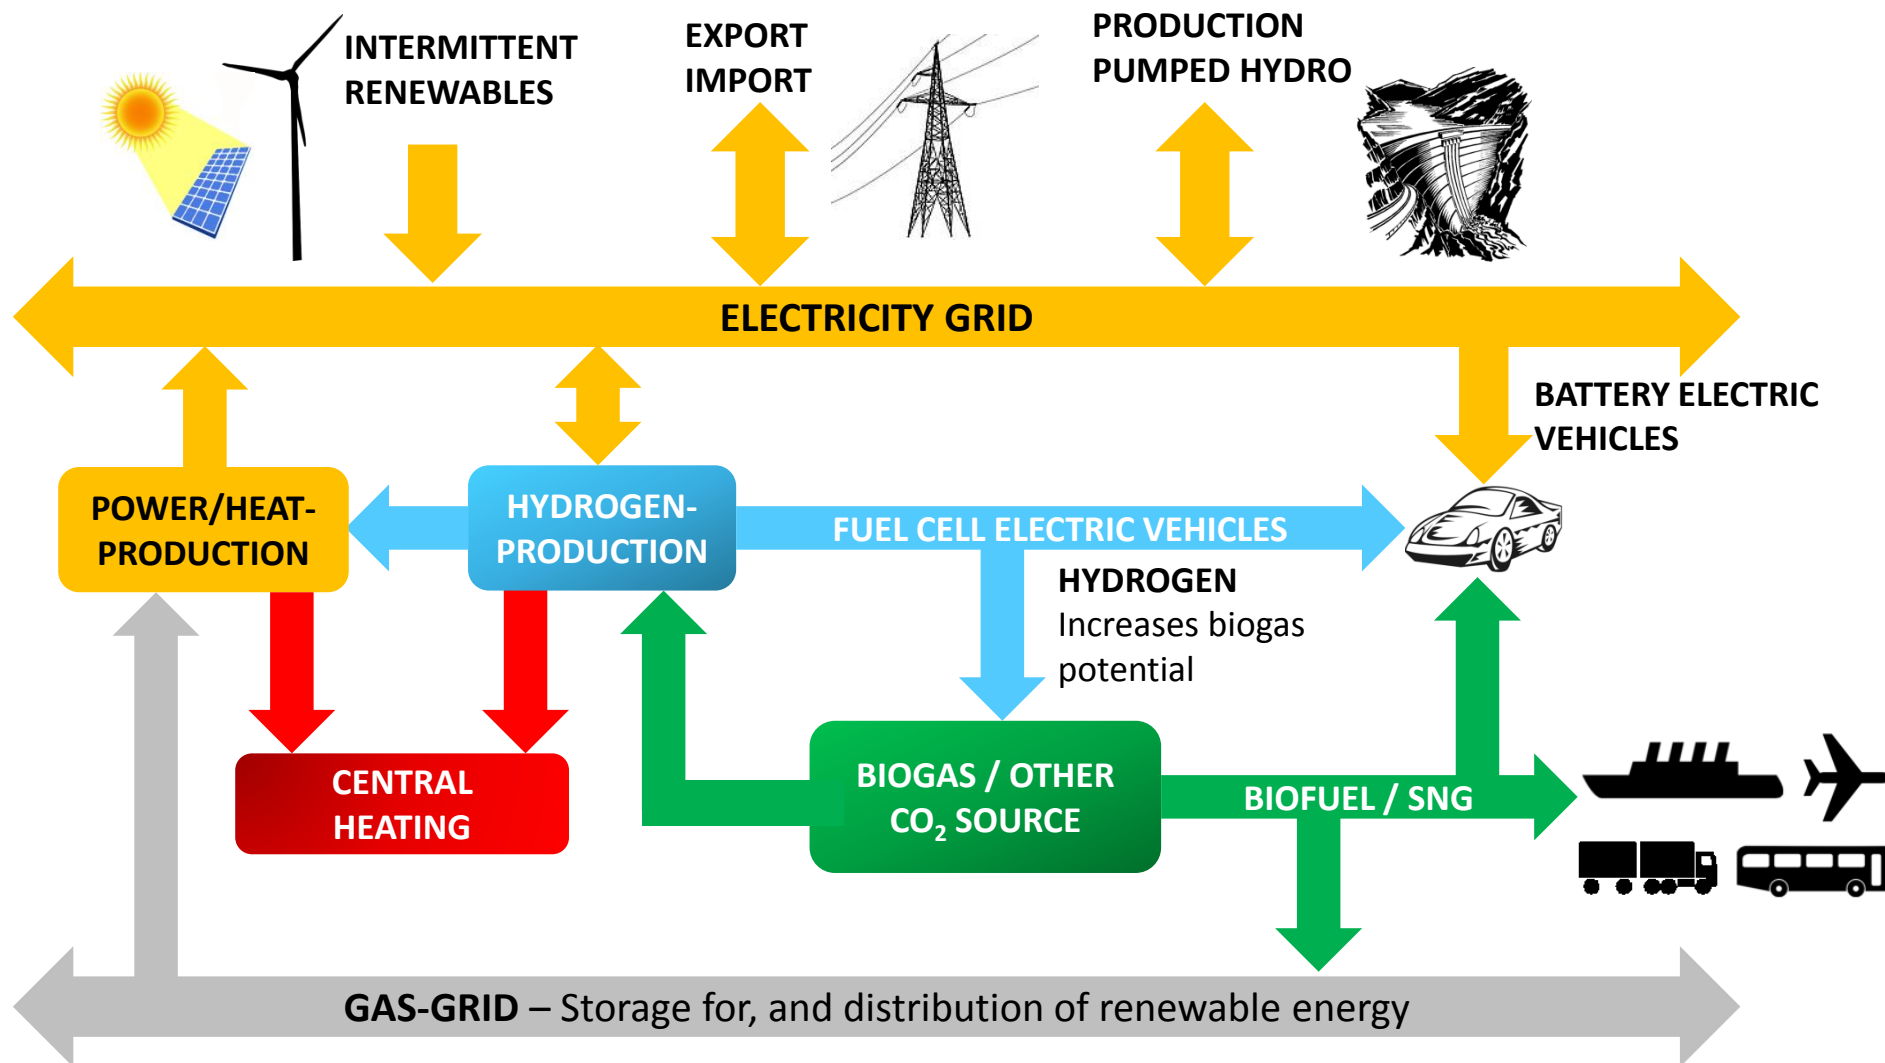 INTERMITTENT
RENEWABLES
EXPORT
IMPORT
PRODUCTION
PUMPED HYDRO
ELECTRICITY GRID
BATTERY ELECTRIC
VEHICLES
POWER/HEAT-
PRODUCTION
HYDROGEN-
PRODUCTION
FUEL CELL ELECTRIC VEHICLES
HYDROGEN
Increases biogas
potential
CENTRAL
HEATING
BIOGAS / OTHER
CO₂ SOURCE
BIOFUEL / SNG
GAS-GRID – Storage for, and distribution of renewable energy